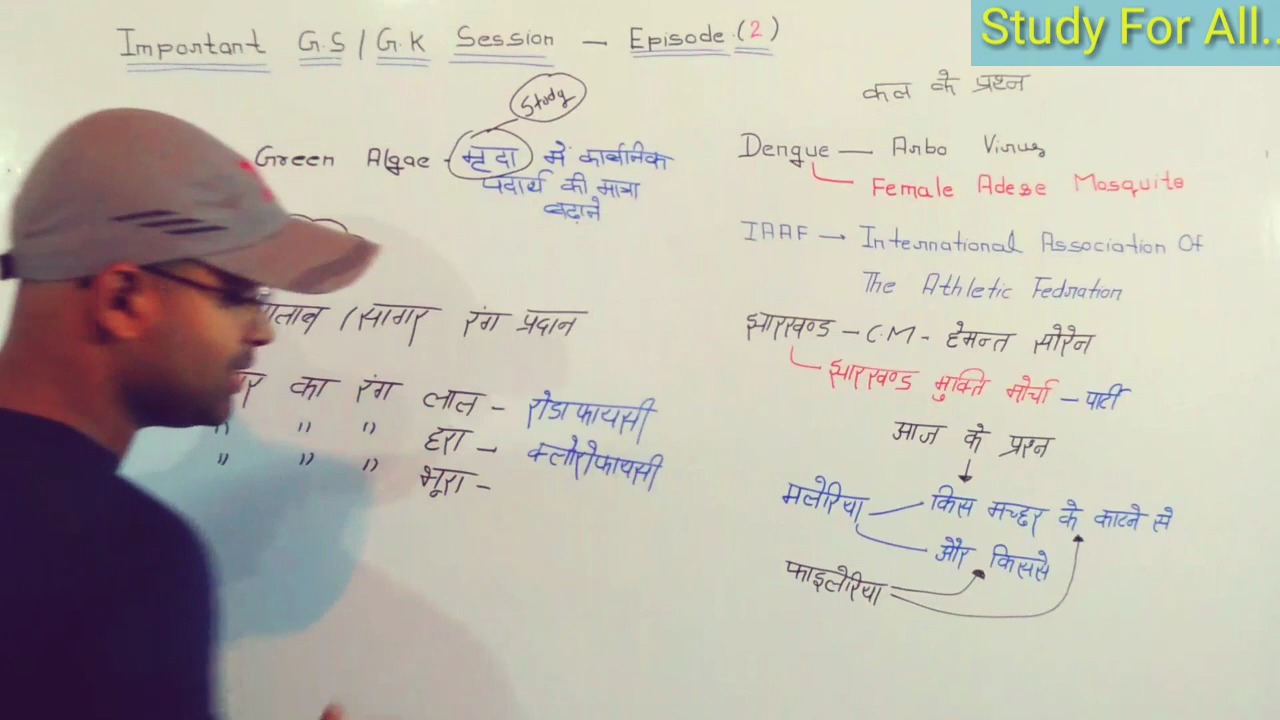 Study For All..
Important G.S / G.K Session - Episode.(2)
Study
Green Algae - मृदा में कार्बनिक
पदार्थ की मात्रा
बढ़ाने
/ सागर रंग प्रदान
का रंग लाल - रोडोफायसी
" " " हरा - क्लोरोफायसी
" " " भूरा -
कल के प्रश्न
Dengue — Arbo Virus
Female Adese Mosquito
IAAF → International Association Of
The Athletic Fedration
झारखण्ड - C.M - हेमन्त सोरेन
झारखण्ड मुक्ति मोर्चा - पार्टी
आज के प्रश्न
मलेरिया किस मच्छर के काटने से
और किससे
फाइलेरिया